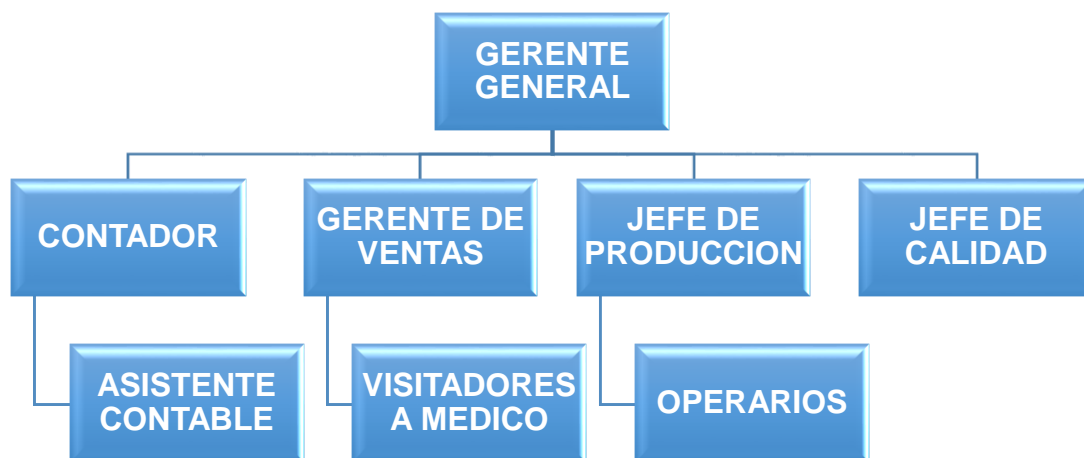 GERENTE
GENERAL
CONTADOR
GERENTE DE
VENTAS
JEFE DE
PRODUCCION
JEFE DE
CALIDAD
ASISTENTE
CONTABLE
VISITADORES
A MEDICO
OPERARIOS